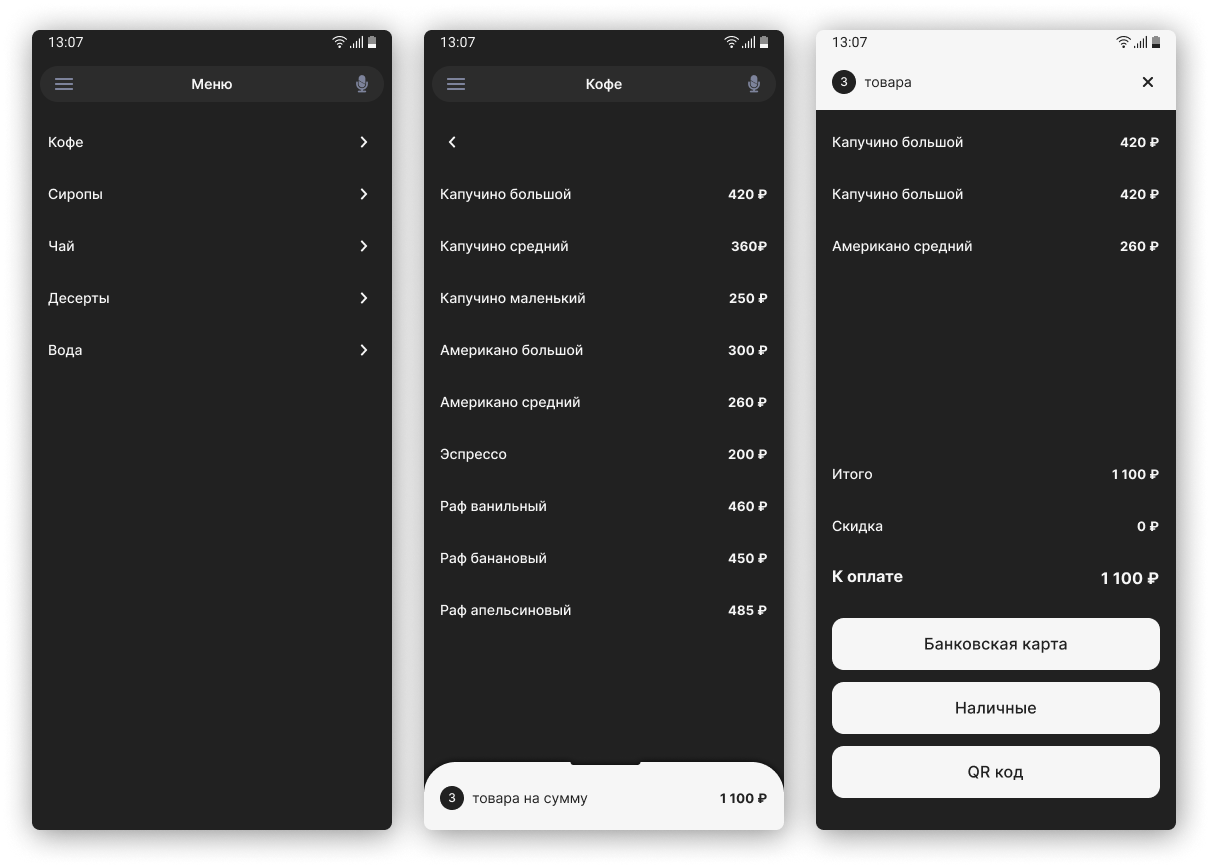 13:07
Меню
Кофе
Сиропы
Чай
Десерты
Вода
13:07
Кофе
Капучино большой 420 ₽
Капучино средний 360₽
Капучино маленький 250 ₽
Американо большой 300 ₽
Американо средний 260 ₽
Эспрессо 200 ₽
Раф ванильный 460 ₽
Раф банановый 450 ₽
Раф апельсиновый 485 ₽
3 товара на сумму 1 100 ₽
13:07
3 товара
Капучино большой 420 ₽
Капучино большой 420 ₽
Американо средний 260 ₽
Итого 1 100 ₽
Скидка 0 ₽
К оплате 1 100 ₽
Банковская карта
Наличные
QR код